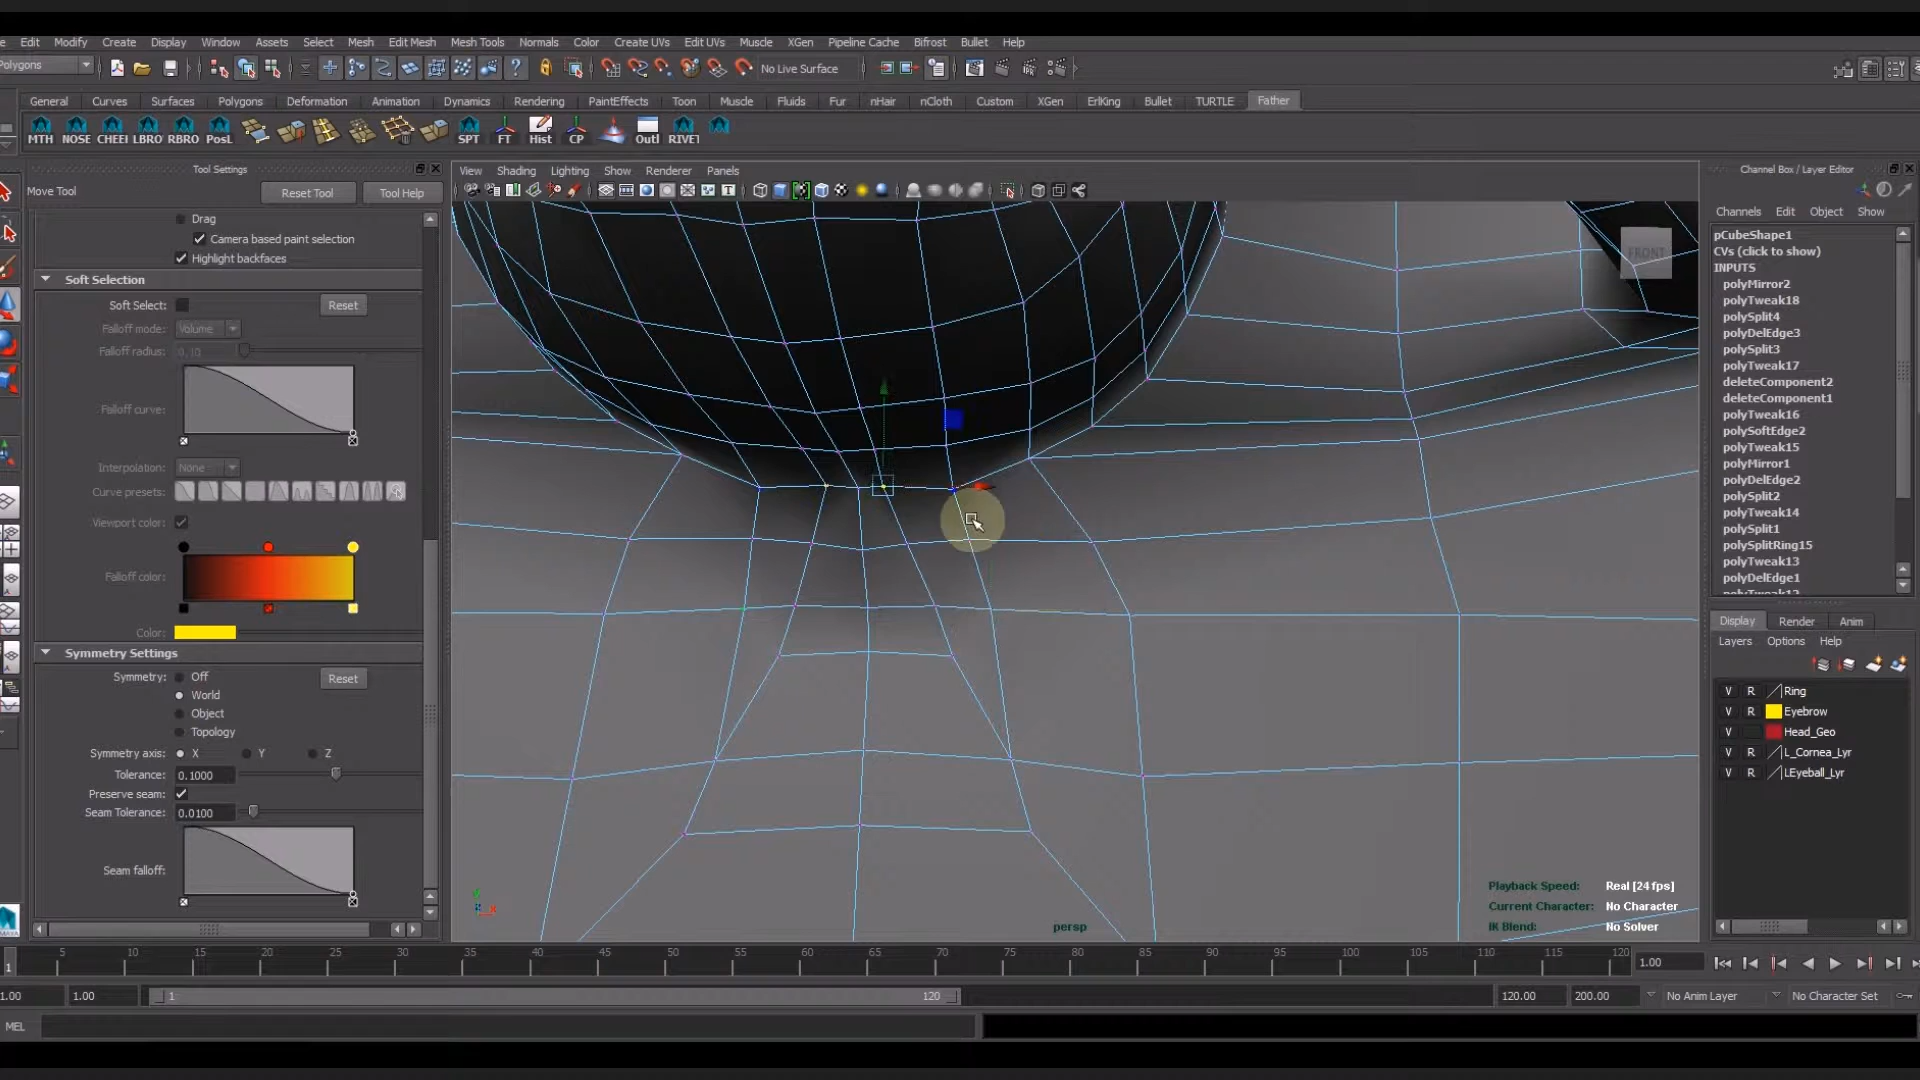 Edit Modify Create Display Window Assets Select Mesh Edit Mesh Mesh Tools Normals Color Create UVs Edit UVs Muscle XGen Pipeline Cache Bifrost Bullet Help
Polygons
No Live Surface
General Curves Surfaces Polygons Deformation Animation Dynamics Rendering PaintEffects Toon Muscle Fluids Fur nHair nCloth Custom XGen ErlKing Bullet TURTLE Father
MTH NOSE CHEEI LBRO RBRO PosL SPT FT Hist CP Outl RIVE
Tool Settings
Move Tool
Reset Tool
Tool Help
Drag
Camera based paint selection
Highlight backfaces
Soft Selection
Soft Select:
Reset
Falloff mode: Volume
Falloff radius: 0.10
Falloff curve:
Interpolation: None
Curve presets:
Viewport color:
Falloff color:
Color:
Symmetry Settings
Symmetry: Off
Reset
World
Object
Topology
Symmetry axis: X Y Z
Tolerance: 0.1000
Preserve seam:
Seam Tolerance: 0.0100
Seam falloff:
View Shading Lighting Show Renderer Panels
FRONT
persp
Playback Speed: Real [24 fps]
Current Character: No Character
IK Blend: No Solver
Channel Box / Layer Editor
Channels Edit Object Show
pCubeShape1
CVs (click to show)
INPUTS
polyMirror2
polyTweak18
polySplit4
polyDelEdge3
polySplit3
polyTweak17
deleteComponent2
deleteComponent1
polyTweak16
polySoftEdge2
polyTweak15
polyMirror1
polyDelEdge2
polySplit2
polyTweak14
polySplit1
polySplitRing15
polyTweak13
polyDelEdge1
polyTweak12
Display Render Anim
Layers Options Help
V R Ring
V R Eyebrow
V Head_Geo
V R L_Cornea_Lyr
V R LEyeball_Lyr
5 10 15 20 25 30 35 40 45 50 55 60 65 70 75 80 85 90 95 100 105 110 115 120
1
1.00
1.00 1.00 1 120 120.00 200.00 No Anim Layer No Character Set
MEL